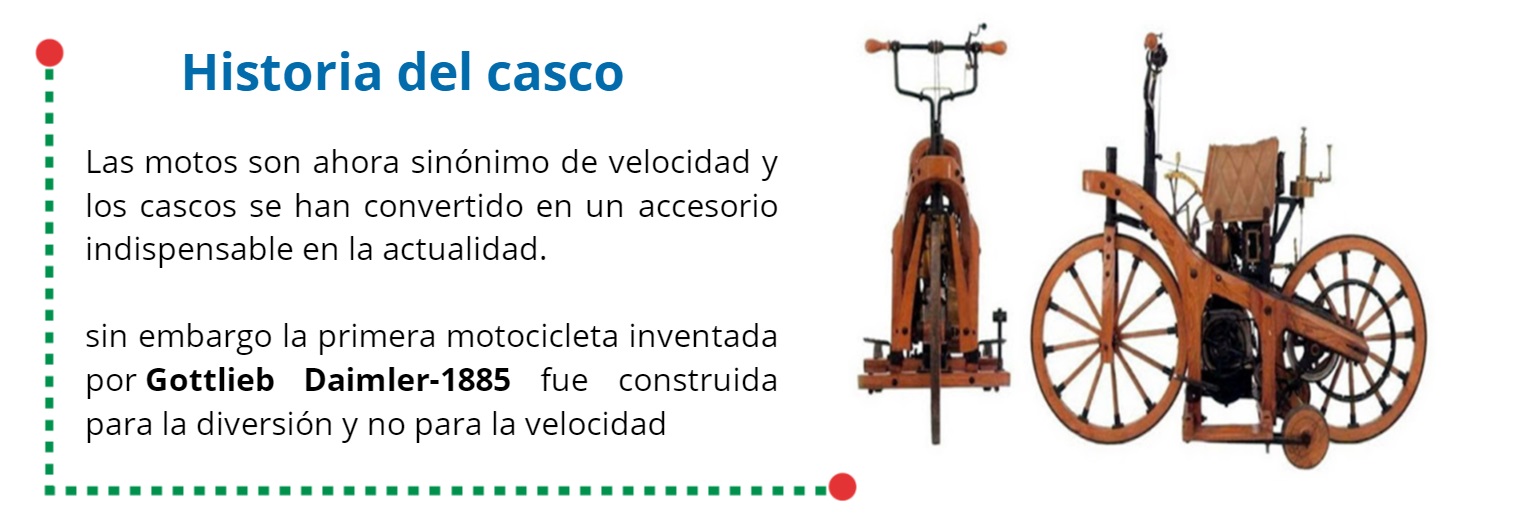 Historia del casco
Las motos son ahora sinónimo de velocidad y
los cascos se han convertido en un accesorio
indispensable en la actualidad.
sin embargo la primera motocicleta inventada
por Gottlieb Daimler-1885 fue construida
para la diversión y no para la velocidad